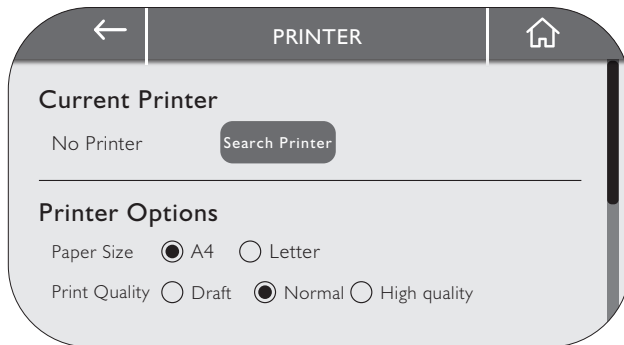 PRINTER
Current Printer
No Printer Search Printer
Printer Options
Paper Size A4 Letter
Print Quality Draft Normal High quality